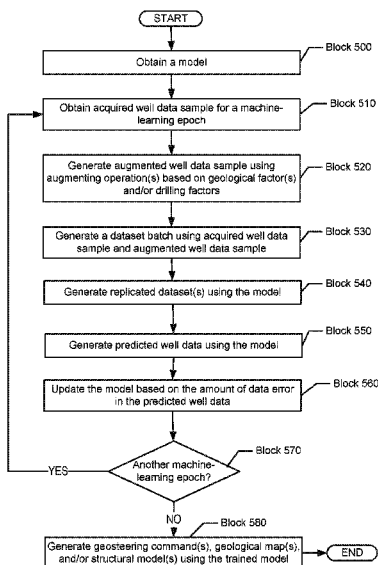 START
Block 500
Obtain a model
Block 510
Obtain acquired well data sample for a machine-
learning epoch
Block 520
Generate augmented well data sample using
augmenting operation(s) based on geological factor(s)
and/or drilling factors
Block 530
Generate a dataset batch using acquired well data
sample and augmented well data sample
Block 540
Generate replicated dataset(s) using the model
Block 550
Generate predicted well data using the model
Block 560
Update the model based on the amount of data error
in the predicted well data
Block 570
Another machine-
learning epoch?
YES
NO
Block 580
Generate geosteering command(s), geological map(s),
and/or structural model(s) using the trained model
END